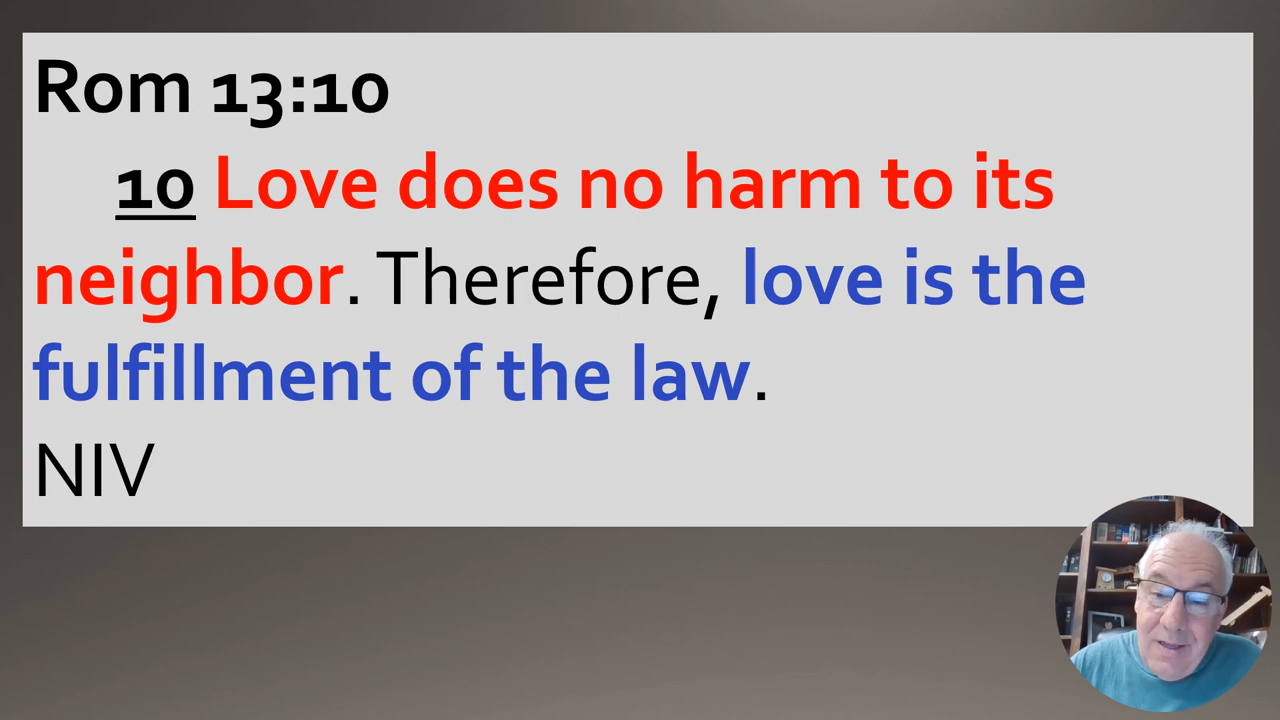 Rom 13:10
10 Love does no harm to its
neighbor. Therefore, love is the
fulfillment of the law.
NIV